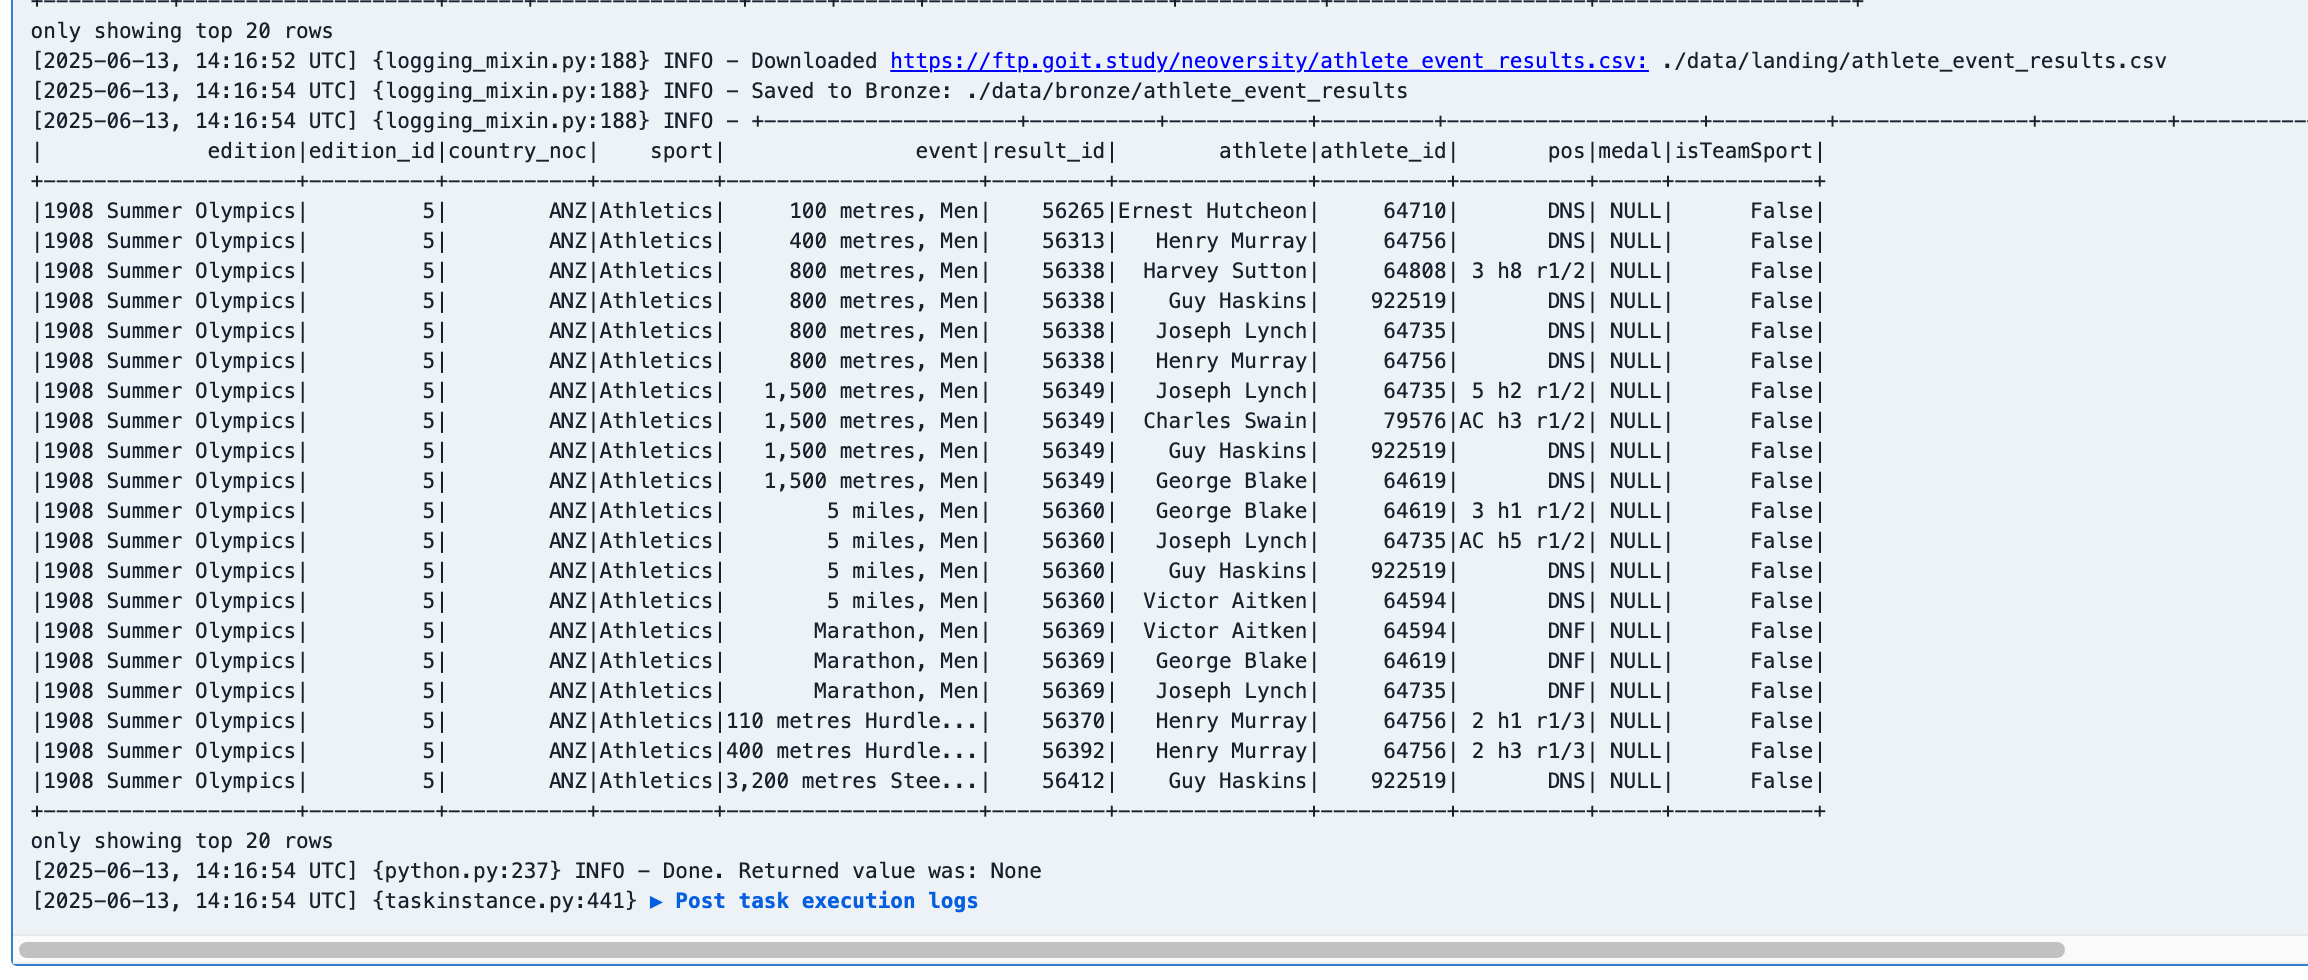 +----------+--------------------+-------+----------------+------+------+--------------------+-----------+--------------------+--------------------+
only showing top 20 rows
[2025-06-13, 14:16:52 UTC] {logging_mixin.py:188} INFO - Downloaded https://ftp.goit.study/neoversity/athlete_event_results.csv: ./data/landing/athlete_event_results.csv
[2025-06-13, 14:16:54 UTC] {logging_mixin.py:188} INFO - Saved to Bronze: ./data/bronze/athlete_event_results
[2025-06-13, 14:16:54 UTC] {logging_mixin.py:188} INFO - +--------------------+----------+-----------+---------+--------------------+---------+---------------+----------+----------
|             edition|edition_id|country_noc|    sport|               event|result_id|        athlete|athlete_id|       pos|medal|isTeamSport|
+--------------------+----------+-----------+---------+--------------------+---------+---------------+----------+----------+-----+-----------+
|1908 Summer Olympics|         5|        ANZ|Athletics|     100 metres, Men|    56265|Ernest Hutcheon|     64710|       DNS| NULL|      False|
|1908 Summer Olympics|         5|        ANZ|Athletics|     400 metres, Men|    56313|   Henry Murray|     64756|       DNS| NULL|      False|
|1908 Summer Olympics|         5|        ANZ|Athletics|     800 metres, Men|    56338|  Harvey Sutton|     64808| 3 h8 r1/2| NULL|      False|
|1908 Summer Olympics|         5|        ANZ|Athletics|     800 metres, Men|    56338|    Guy Haskins|    922519|       DNS| NULL|      False|
|1908 Summer Olympics|         5|        ANZ|Athletics|     800 metres, Men|    56338|   Joseph Lynch|     64735|       DNS| NULL|      False|
|1908 Summer Olympics|         5|        ANZ|Athletics|     800 metres, Men|    56338|   Henry Murray|     64756|       DNS| NULL|      False|
|1908 Summer Olympics|         5|        ANZ|Athletics|   1,500 metres, Men|    56349|   Joseph Lynch|     64735| 5 h2 r1/2| NULL|      False|
|1908 Summer Olympics|         5|        ANZ|Athletics|   1,500 metres, Men|    56349|  Charles Swain|     79576|AC h3 r1/2| NULL|      False|
|1908 Summer Olympics|         5|        ANZ|Athletics|   1,500 metres, Men|    56349|    Guy Haskins|    922519|       DNS| NULL|      False|
|1908 Summer Olympics|         5|        ANZ|Athletics|   1,500 metres, Men|    56349|   George Blake|     64619|       DNS| NULL|      False|
|1908 Summer Olympics|         5|        ANZ|Athletics|        5 miles, Men|    56360|   George Blake|     64619| 3 h1 r1/2| NULL|      False|
|1908 Summer Olympics|         5|        ANZ|Athletics|        5 miles, Men|    56360|   Joseph Lynch|     64735|AC h5 r1/2| NULL|      False|
|1908 Summer Olympics|         5|        ANZ|Athletics|        5 miles, Men|    56360|    Guy Haskins|    922519|       DNS| NULL|      False|
|1908 Summer Olympics|         5|        ANZ|Athletics|        5 miles, Men|    56360|  Victor Aitken|     64594|       DNS| NULL|      False|
|1908 Summer Olympics|         5|        ANZ|Athletics|       Marathon, Men|    56369|  Victor Aitken|     64594|       DNF| NULL|      False|
|1908 Summer Olympics|         5|        ANZ|Athletics|       Marathon, Men|    56369|   George Blake|     64619|       DNF| NULL|      False|
|1908 Summer Olympics|         5|        ANZ|Athletics|       Marathon, Men|    56369|   Joseph Lynch|     64735|       DNF| NULL|      False|
|1908 Summer Olympics|         5|        ANZ|Athletics|110 metres Hurdle...|    56370|   Henry Murray|     64756| 2 h1 r1/3| NULL|      False|
|1908 Summer Olympics|         5|        ANZ|Athletics|400 metres Hurdle...|    56392|   Henry Murray|     64756| 2 h3 r1/3| NULL|      False|
|1908 Summer Olympics|         5|        ANZ|Athletics|3,200 metres Stee...|    56412|    Guy Haskins|    922519|       DNS| NULL|      False|
+--------------------+----------+-----------+---------+--------------------+---------+---------------+----------+----------+-----+-----------+
only showing top 20 rows
[2025-06-13, 14:16:54 UTC] {python.py:237} INFO - Done. Returned value was: None
[2025-06-13, 14:16:54 UTC] {taskinstance.py:441} ▶ Post task execution logs